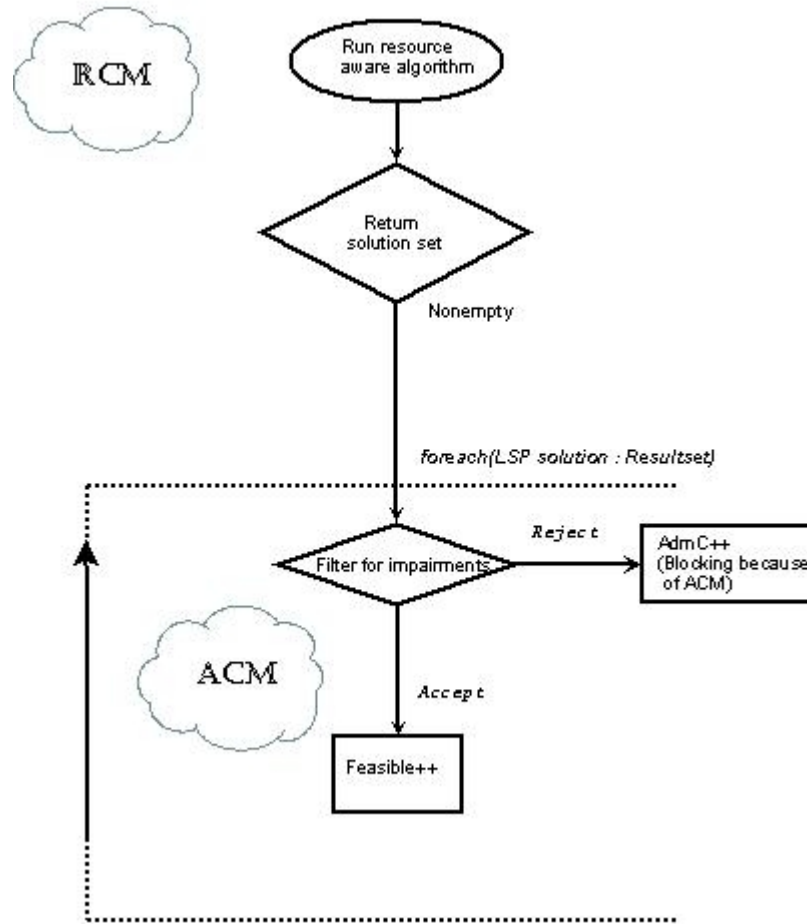 RCM
Run resource
aware algorithm
Return
solution set
Nonempty
foreach(LSP solution : Resultset)
Filter for impairments
Reject
AdmC++
(Blocking because
of ACM)
ACM
Accept
Feasible++